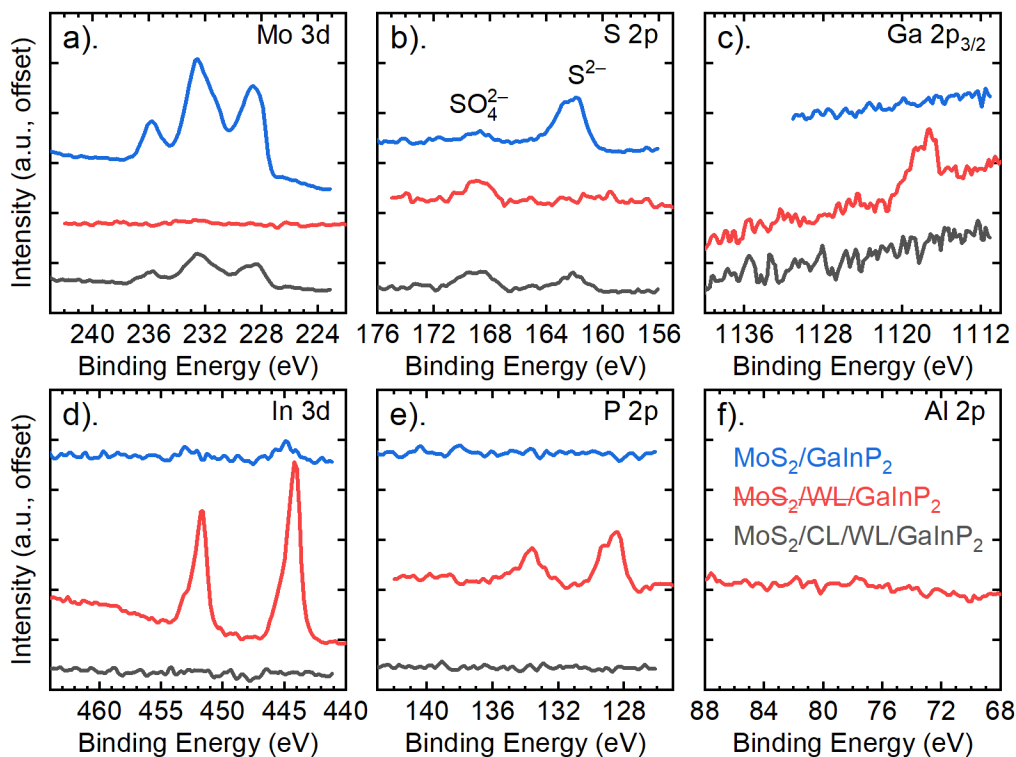 a).
Mo 3d
b).
S 2p
c).
Ga 2p3/2
SO4^2−
S^2−
Intensity (a.u., offset)
240 236 232 228 224
176 172 168 164 160 156
1136 1128 1120 1112
Binding Energy (eV)
Binding Energy (eV)
Binding Energy (eV)
d).
In 3d
e).
P 2p
f).
Al 2p
MoS2/GaInP2
MoS2/WL/GaInP2
MoS2/CL/WL/GaInP2
Intensity (a.u., offset)
460 455 450 445 440
140 136 132 128
88 84 80 76 72 68
Binding Energy (eV)
Binding Energy (eV)
Binding Energy (eV)